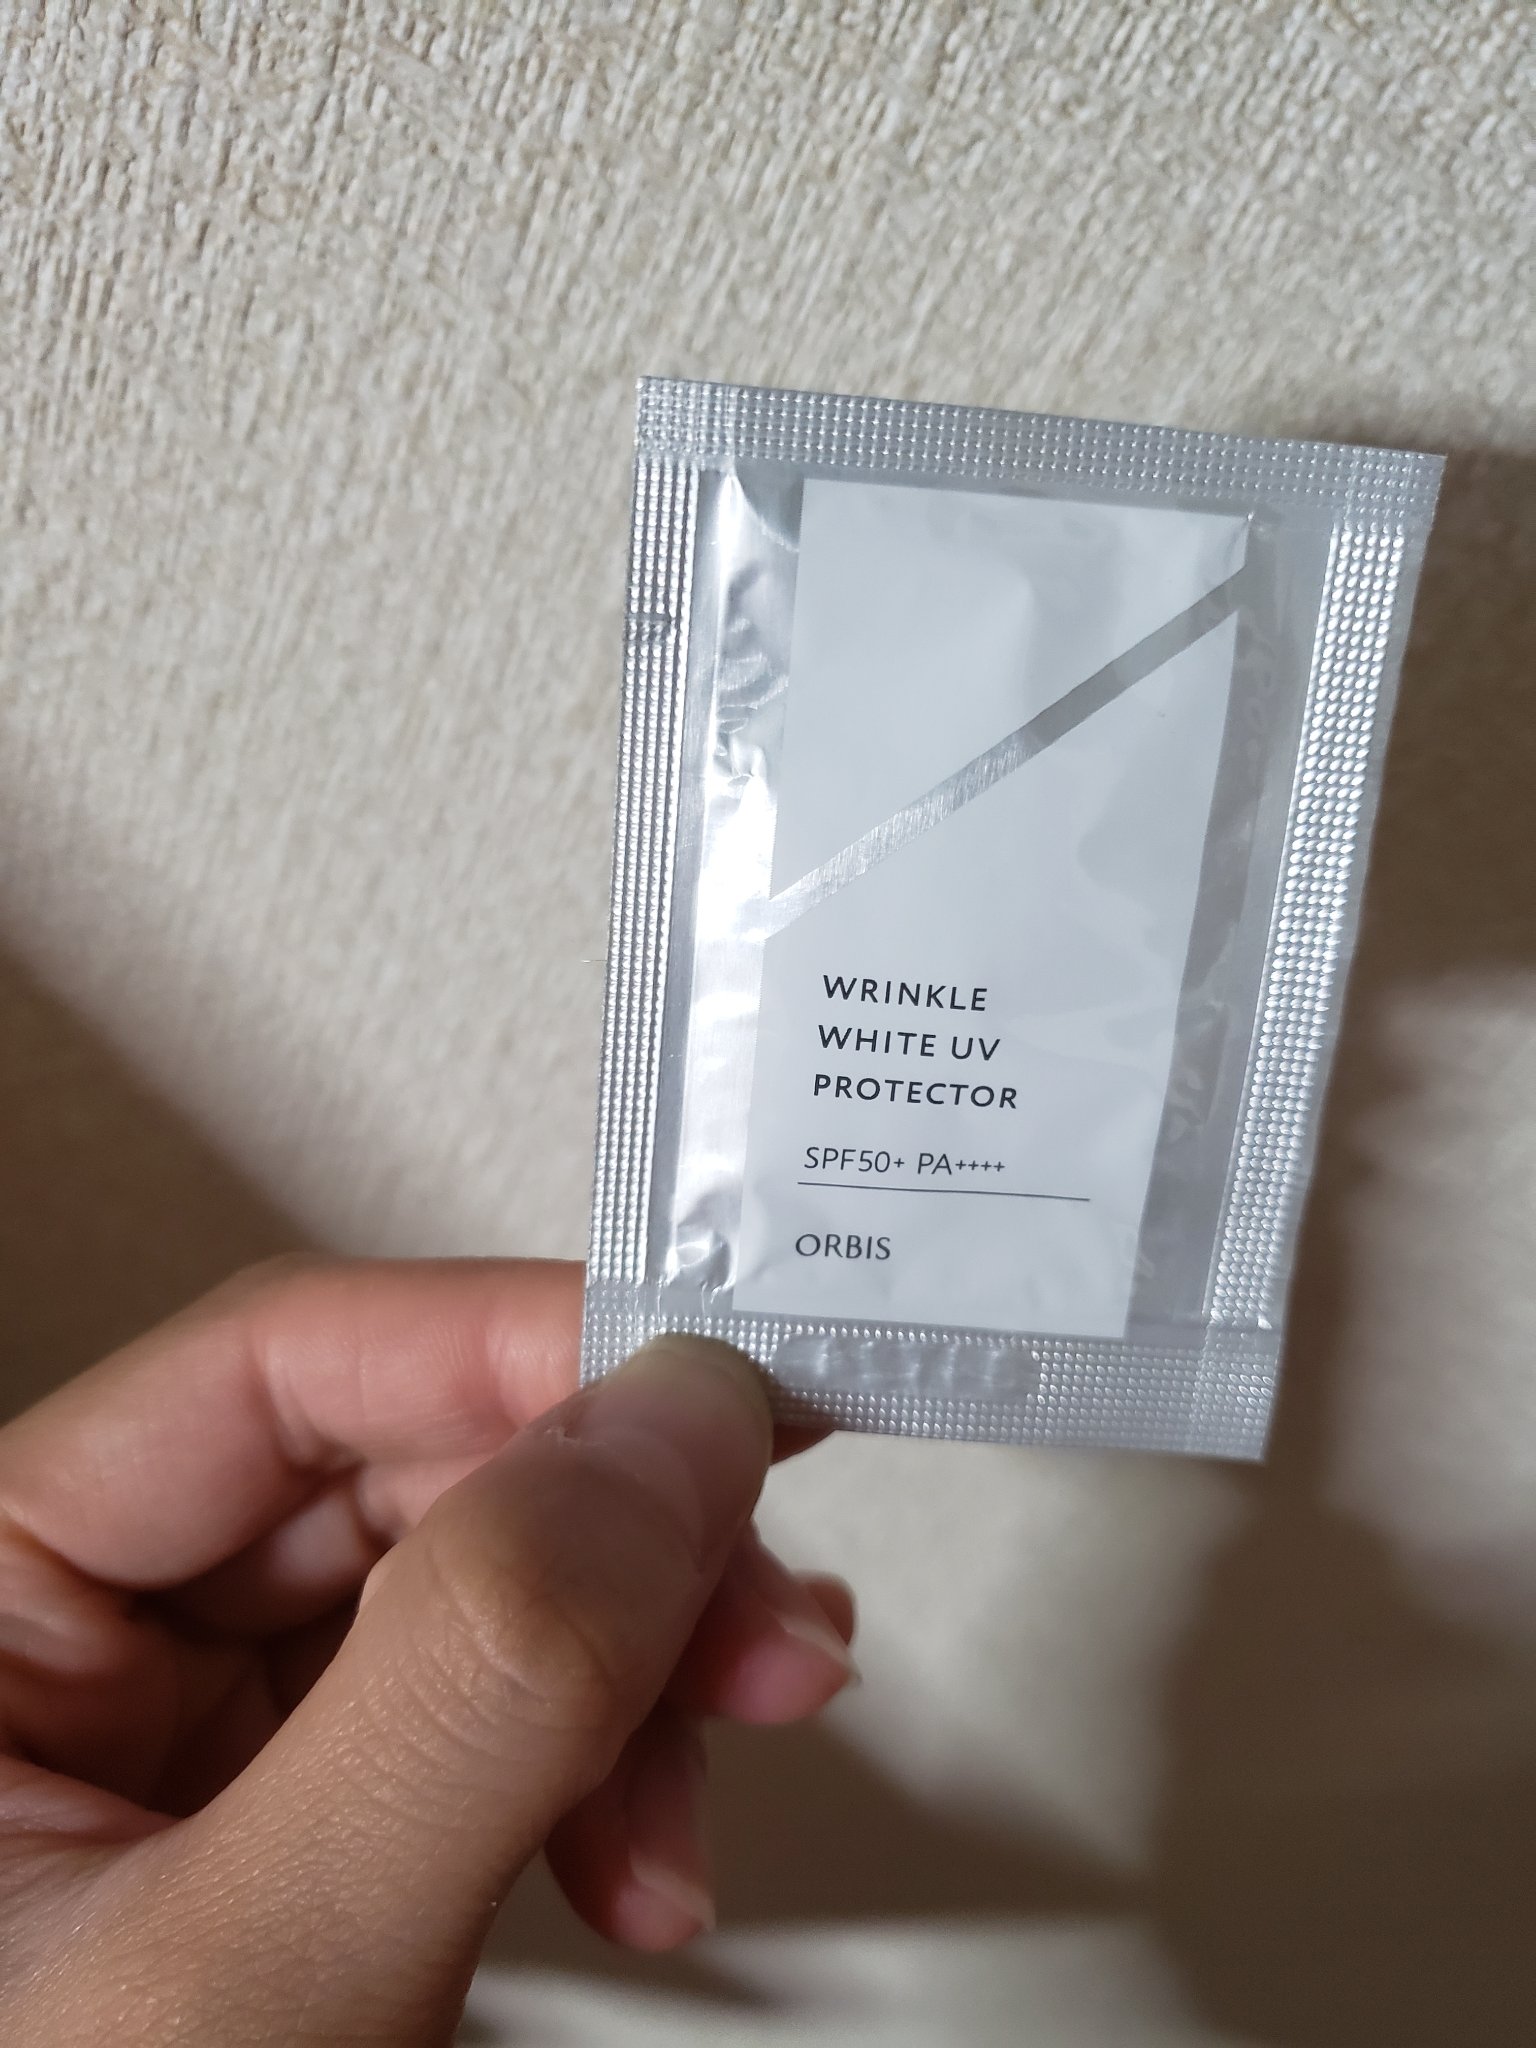 WRINKLE
WHITE UV
PROTECTOR
SPF50+ PA++++
ORBIS